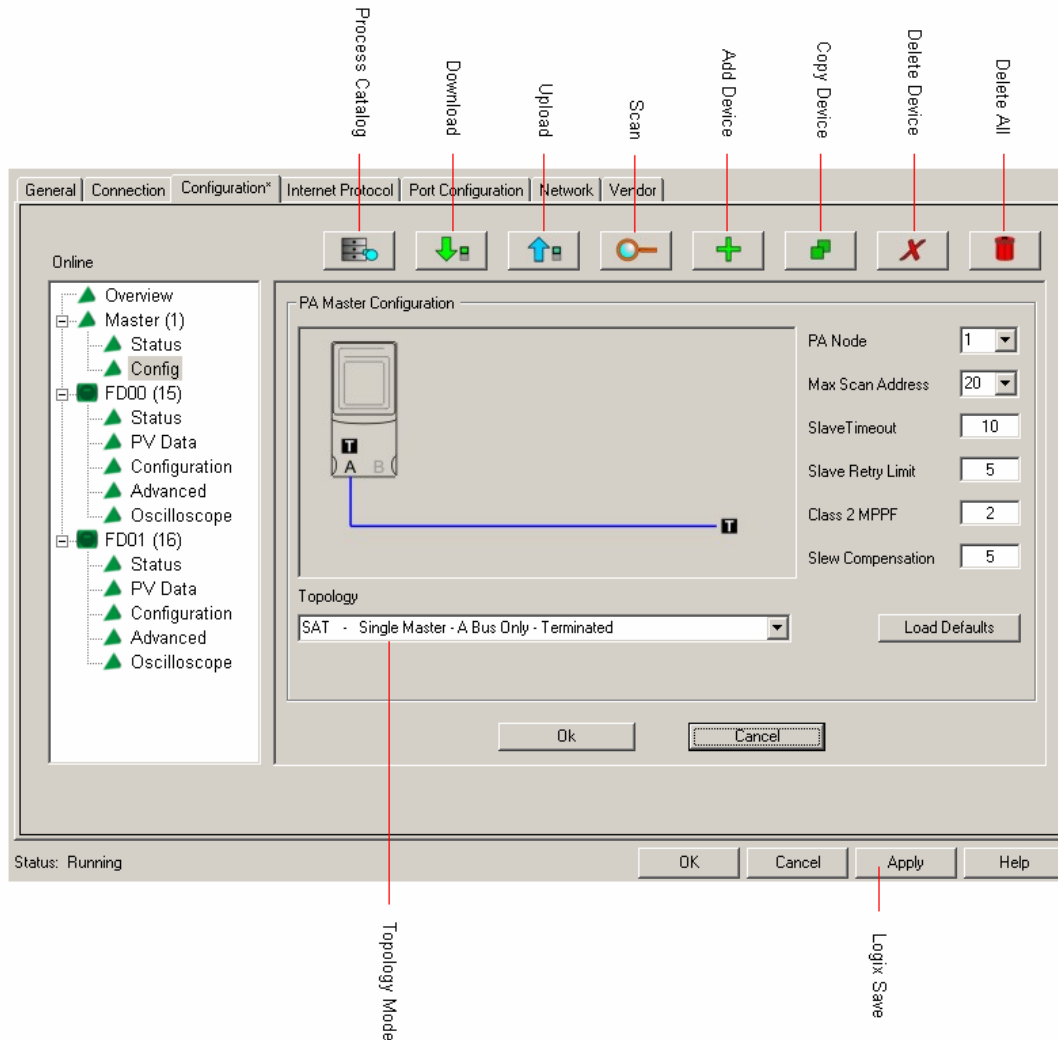 Process Catalog
Download
Upload
Scan
Add Device
Copy Device
Delete Device
Delete All
General
Connection
Configuration*
Internet Protocol
Port Configuration
Network
Vendor
Online
Overview
Master (1)
Status
Config
FD00 (15)
Status
PV Data
Configuration
Advanced
Oscilloscope
FD01 (16)
Status
PV Data
Configuration
Advanced
Oscilloscope
PA Master Configuration
T
A B
T
PA Node 1
Max Scan Address 20
SlaveTimeout 10
Slave Retry Limit 5
Class 2 MPPF 2
Slew Compensation 5
Topology
SAT - Single Master - A Bus Only - Terminated
Load Defaults
Ok
Cancel
Status: Running
OK
Cancel
Apply
Help
Topology Mode
Logix Save